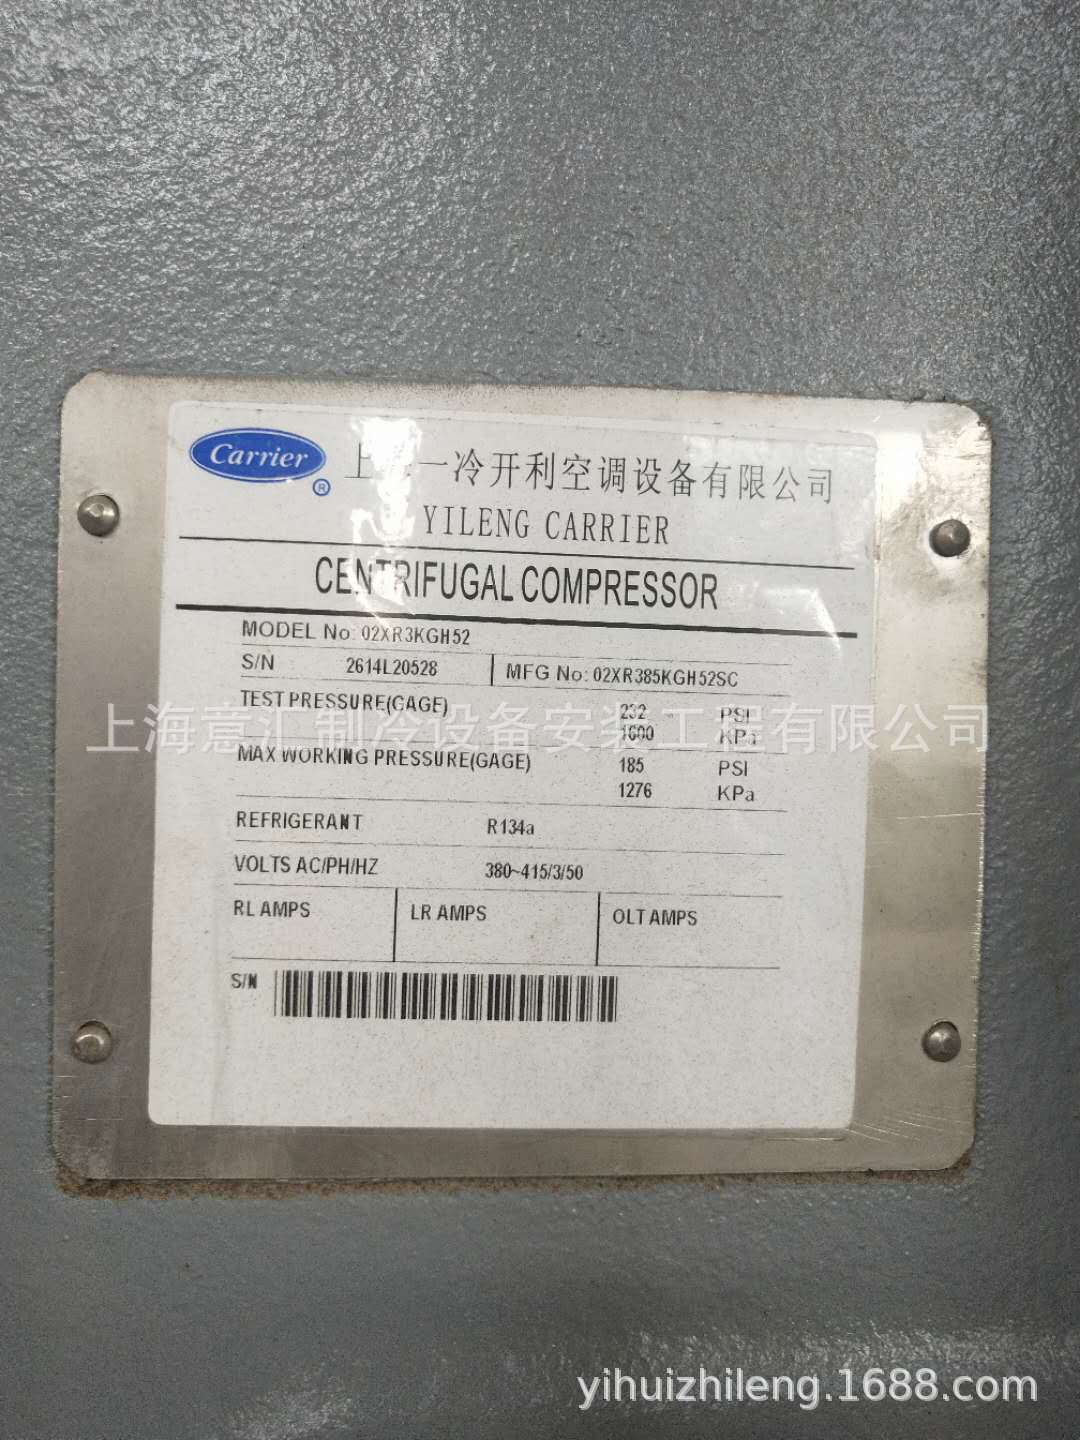 Carrier
®
上 一冷开利空调设备有限公司
YILENG CARRIER
CENTRIFUGAL COMPRESSOR
MODEL No: 02XR3KGH52
S/N 2614L20528 MFG No: 02XR385KGH52SC
TEST PRESSURE(GAGE) 232 PSI
1600 KPa
上海意汇制冷设备安装工程有限公司
MAX WORKING PRESSURE(GAGE) 185 PSI
1276 KPa
REFRIGERANT R134a
VOLTS AC/PH/HZ 380~415/3/50
RL AMPS LR AMPS OLT AMPS
S/N
yihuizhileng.1688.com